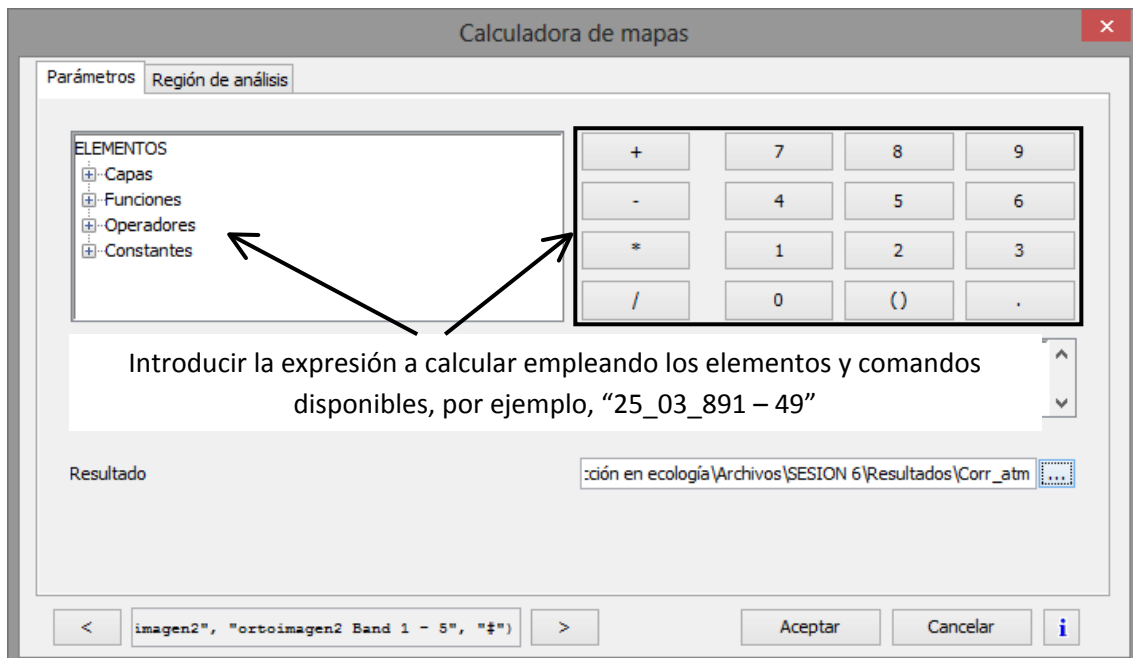 Calculadora de mapas
Parámetros Región de análisis
ELEMENTOS
Capas
Funciones
Operadores
Constantes
+ 7 8 9
- 4 5 6
* 1 2 3
/ 0 () .
Introducir la expresión a calcular empleando los elementos y comandos
disponibles, por ejemplo, “25_03_891 – 49”
Resultado
cción en ecología\Archivos\SESION 6\Resultados\Corr_atm ...
< imagen2", "ortoimagen2 Band 1 - 5", "#") > Aceptar Cancelar i